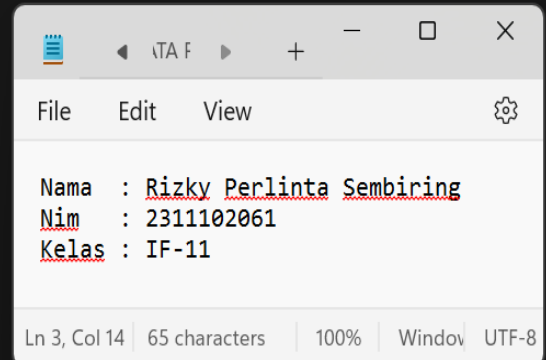 File Edit View
Nama : Rizky Perlinta Sembiring
Nim : 2311102061
Kelas : IF-11
Ln 3, Col 14 65 characters 100% UTF-8